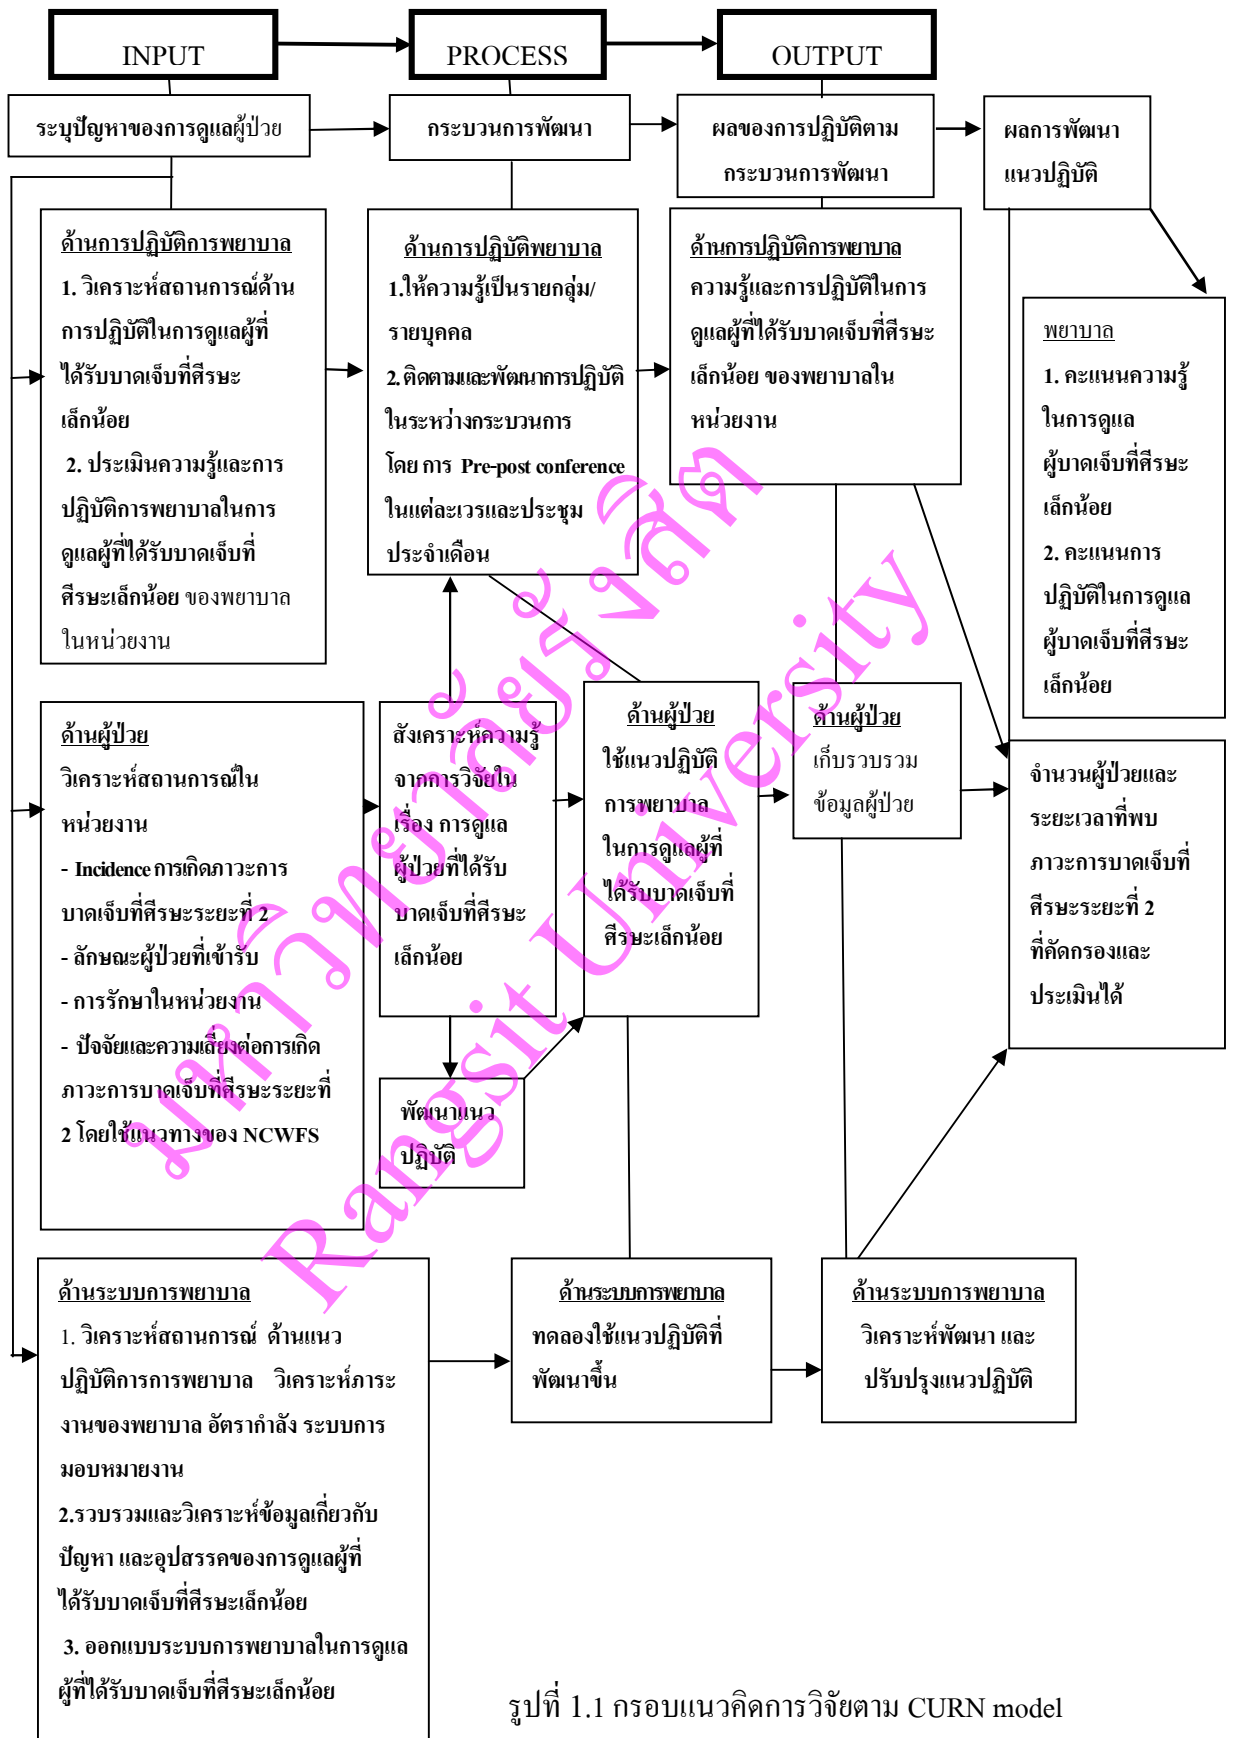 INPUT
PROCESS
OUTPUT
ระบุปัญหาของการดูแลผู้ป่วย
กระบวนการพัฒนา
ผลของการปฏิบัติตาม
กระบวนการพัฒนา
ผลการพัฒนา
แนวปฏิบัติ
ด้านการปฏิบัติการพยาบาล
1. วิเคราะห์สถานการณ์ด้าน
การปฏิบัติในการดูแลผู้ที่
ได้รับบาดเจ็บที่ศีรษะ
เล็กน้อย
2. ประเมินความรู้และการ
ปฏิบัติการพยาบาลในการ
ดูแลผู้ที่ได้รับบาดเจ็บที่
ศีรษะเล็กน้อย ของพยาบาล
ในหน่วยงาน
ด้านการปฏิบัติพยาบาล
1.ให้ความรู้เป็นรายกลุ่ม/
รายบุคคล
2. ติดตามและพัฒนาการปฏิบัติ
ในระหว่างกระบวนการ
โดย การ Pre-post conference
ในแต่ละเวรและประชุม
ประจำเดือน
ด้านการปฏิบัติการพยาบาล
ความรู้และการปฏิบัติในการ
ดูแลผู้ที่ได้รับบาดเจ็บที่ศีรษะ
เล็กน้อย ของพยาบาลใน
หน่วยงาน
พยาบาล
1. คะแนนความรู้
ในการดูแล
ผู้บาดเจ็บที่ศีรษะ
เล็กน้อย
2. คะแนนการ
ปฏิบัติในการดูแล
ผู้บาดเจ็บที่ศีรษะ
เล็กน้อย
ด้านผู้ป่วย
วิเคราะห์สถานการณ์ใน
หน่วยงาน
- Incidence การเกิดภาวะการ
บาดเจ็บที่ศีรษะระยะที่ 2
- ลักษณะผู้ป่วยที่เข้ารับ
- การรักษาในหน่วยงาน
- ปัจจัยและความเสี่ยงต่อการเกิด
ภาวะการบาดเจ็บที่ศีรษะระยะที่
2 โดยใช้แนวทางของ NCWFS
สังเคราะห์ความรู้
จากการวิจัยใน
เรื่อง การดูแล
ผู้ป่วยที่ได้รับ
บาดเจ็บที่ศีรษะ
เล็กน้อย
พัฒนาแนว
ปฏิบัติ
ด้านผู้ป่วย
ใช้แนวปฏิบัติ
การพยาบาล
ในการดูแลผู้ที่
ได้รับบาดเจ็บที่
ศีรษะเล็กน้อย
ด้านผู้ป่วย
เก็บรวบรวม
ข้อมูลผู้ป่วย
จำนวนผู้ป่วยและ
ระยะเวลาที่พบ
ภาวะการบาดเจ็บที่
ศีรษะระยะที่ 2
ที่คัดกรองและ
ประเมินได้
ด้านระบบการพยาบาล
1. วิเคราะห์สถานการณ์ ด้านแนว
ปฏิบัติการการพยาบาล วิเคราะห์ภาระ
งานของพยาบาล อัตรากำลัง ระบบการ
มอบหมายงาน
2.รวบรวมและวิเคราะห์ข้อมูลเกี่ยวกับ
ปัญหา และอุปสรรคของการดูแลผู้ที่
ได้รับบาดเจ็บที่ศีรษะเล็กน้อย
3. ออกแบบระบบการพยาบาลในการดูแล
ผู้ที่ได้รับบาดเจ็บที่ศีรษะเล็กน้อย
ด้านระบบการพยาบาล
ทดลองใช้แนวปฏิบัติที่
พัฒนาขึ้น
ด้านระบบการพยาบาล
วิเคราะห์พัฒนา และ
ปรับปรุงแนวปฏิบัติ
มหาวิทยาลัยรังสิต
Rangsit University
รูปที่ 1.1 กรอบแนวคิดการวิจัยตาม CURN model